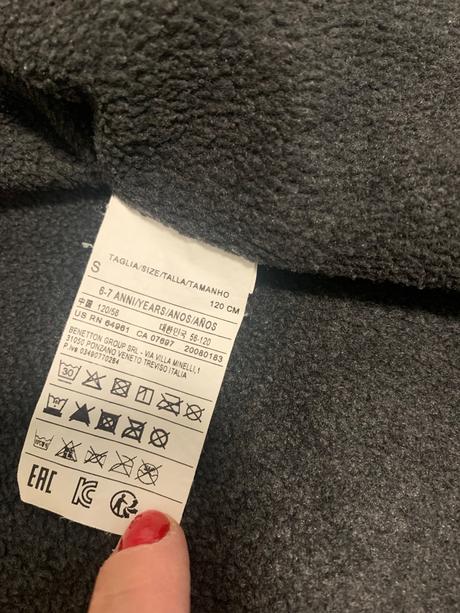 TAGLIA/SIZE/TALLA/TAMANHO
S 120 CM
6-7 ANNI/YEARS/ANOS/AÑOS
中國 120/56 대한민국 56-120
US RN 64961 CA 07697 20080183
BENETTON GROUP SRL - VIA VILLA MINELLI,1
31050 PONZANO VENETO TREVISO ITALIA
P.iva 03490770264
30
EAC